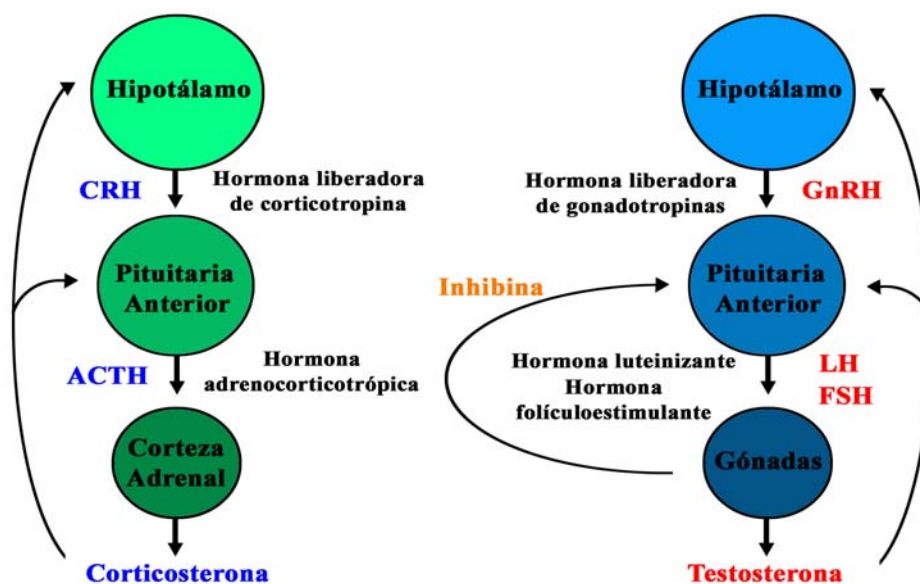 Hipotálamo
CRH
Hormona liberadora
de corticotropina
Pituitaria
Anterior
ACTH
Hormona
adrenocorticotrópica
Corteza
Adrenal
Corticosterona
Hipotálamo
Hormona liberadora
de gonadotropinas
GnRH
Inhibina
Pituitaria
Anterior
Hormona luteinizante
Hormona
folículoestimulante
LH
FSH
Gónadas
Testosterona